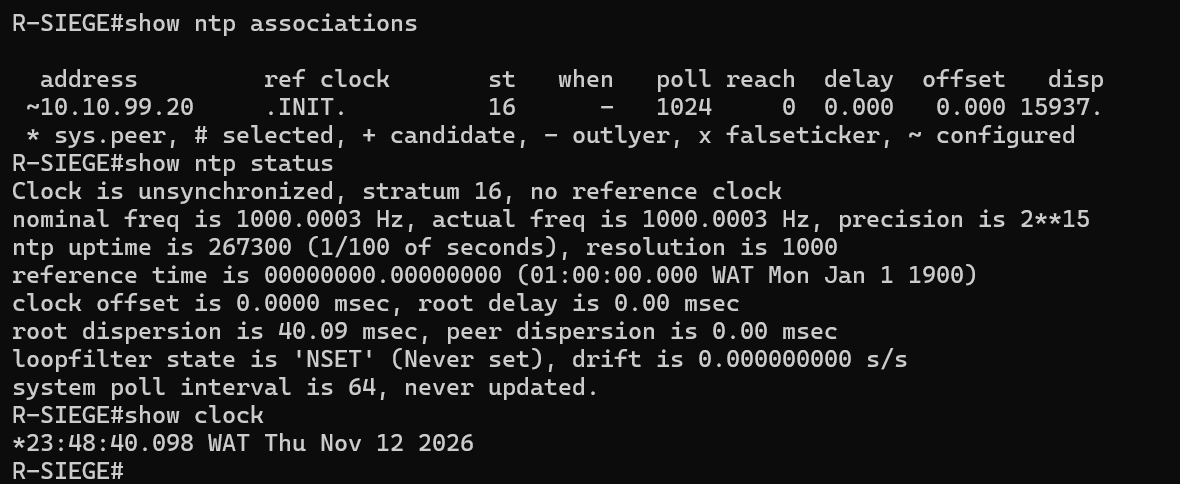 R-SIEGE#show ntp associations

  address         ref clock       st   when   poll reach  delay  offset   disp
 ~10.10.99.20     .INIT.          16      -   1024     0  0.000   0.000 15937.
 * sys.peer, # selected, + candidate, - outlyer, x falseticker, ~ configured
R-SIEGE#show ntp status
Clock is unsynchronized, stratum 16, no reference clock
nominal freq is 1000.0003 Hz, actual freq is 1000.0003 Hz, precision is 2**15
ntp uptime is 267300 (1/100 of seconds), resolution is 1000
reference time is 00000000.00000000 (01:00:00.000 WAT Mon Jan 1 1900)
clock offset is 0.0000 msec, root delay is 0.00 msec
root dispersion is 40.09 msec, peer dispersion is 0.00 msec
loopfilter state is 'NSET' (Never set), drift is 0.000000000 s/s
system poll interval is 64, never updated.
R-SIEGE#show clock
*23:48:40.098 WAT Thu Nov 12 2026
R-SIEGE#